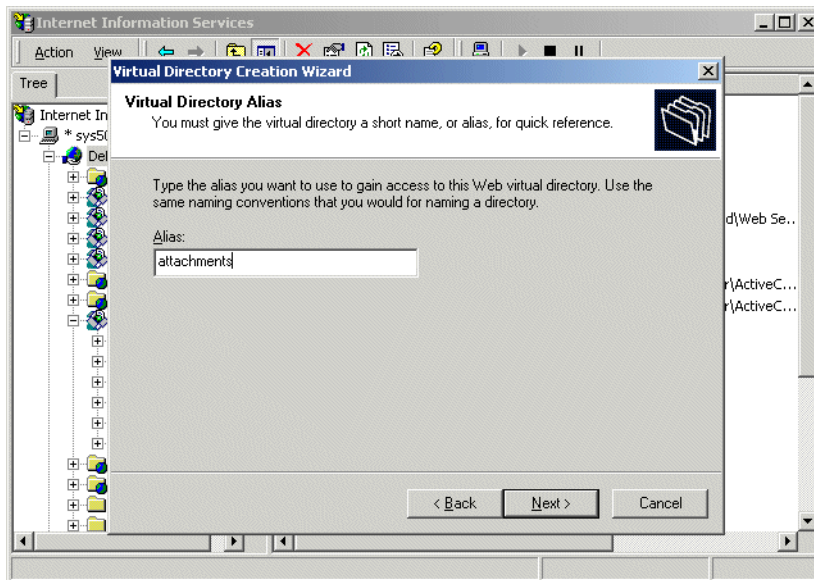 Internet Information Services
Action View
Tree
Virtual Directory Creation Wizard
Internet In
* sys50
Del
Virtual Directory Alias
You must give the virtual directory a short name, or alias, for quick reference.
Type the alias you want to use to gain access to this Web virtual directory. Use the
same naming conventions that you would for naming a directory.
Alias:
attachments
d\Web Se...
r\ActiveC...
r\ActiveC...
< Back
Next >
Cancel